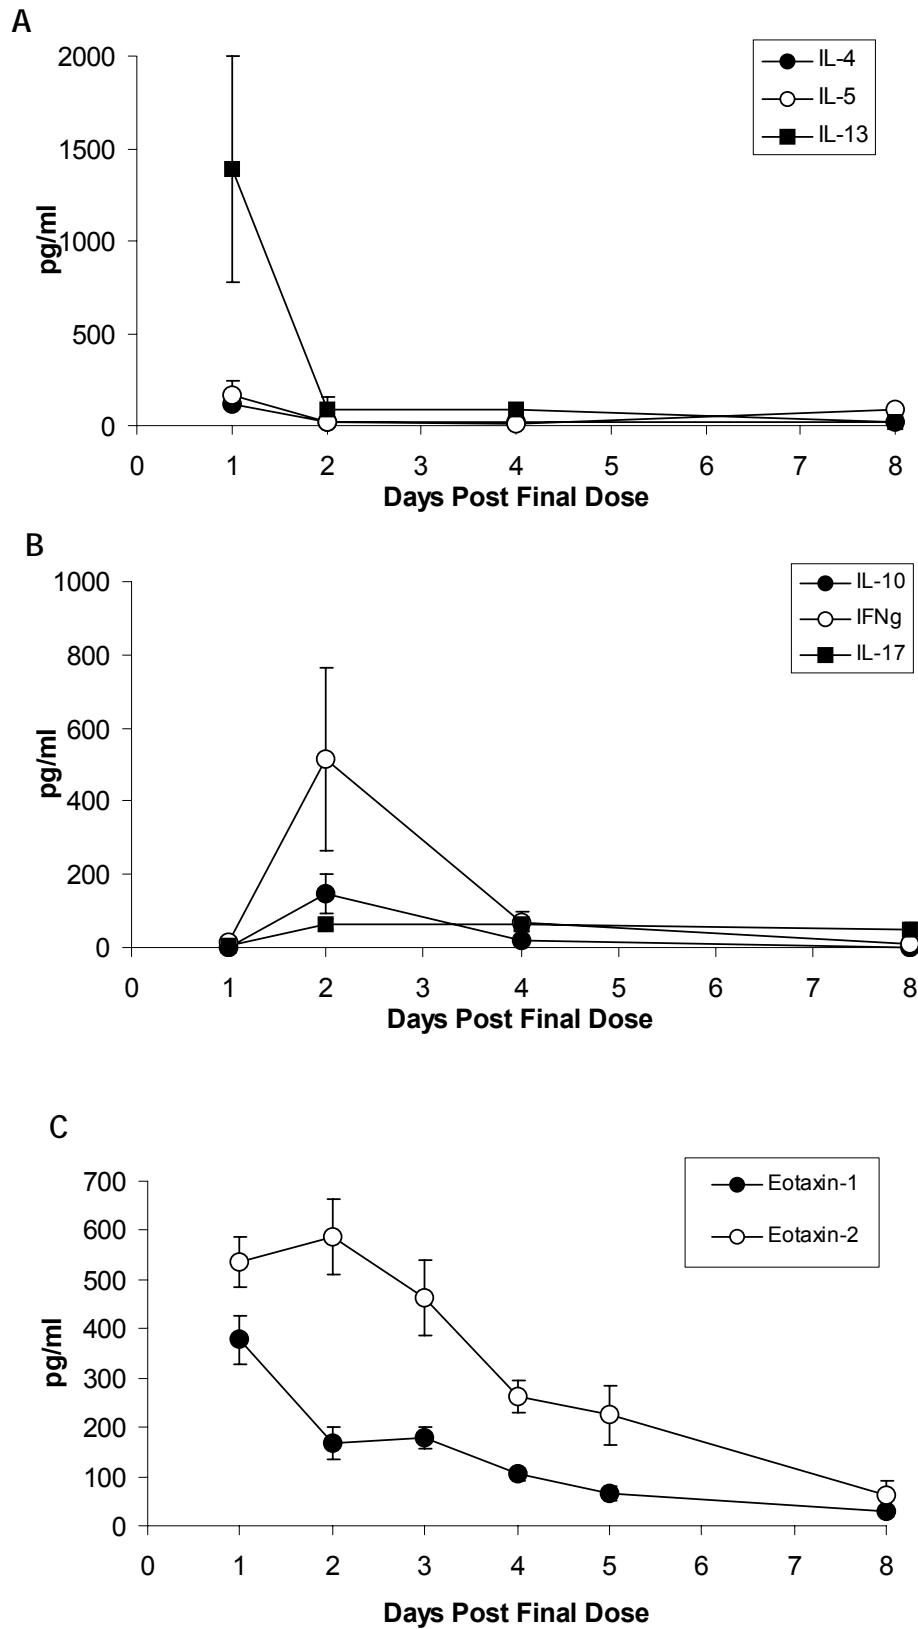 A
IL-4
IL-5
IL-13
2000
1500
1000
500
0
pg/ml
0 1 2 3 4 5 6 7 8
Days Post Final Dose
B
IL-10
IFNg
IL-17
1000
800
600
400
200
0
pg/ml
0 1 2 3 4 5 6 7 8
Days Post Final Dose
C
Eotaxin-1
Eotaxin-2
700
600
500
400
300
200
100
0
pg/ml
0 1 2 3 4 5 6 7 8
Days Post Final Dose